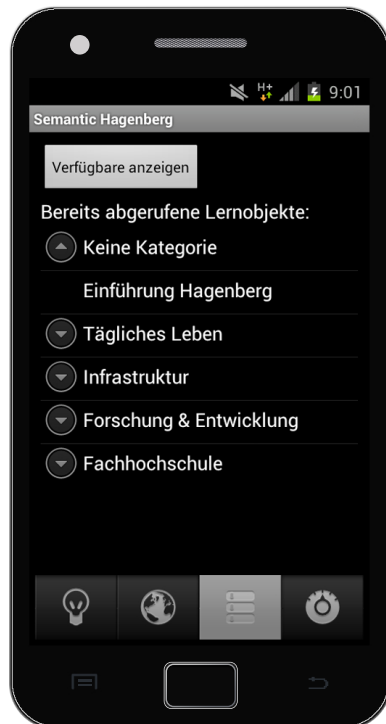 H+ 9:01
Semantic Hagenberg
Verfügbare anzeigen
Bereits abgerufene Lernobjekte:
Keine Kategorie
Einführung Hagenberg
Tägliches Leben
Infrastruktur
Forschung & Entwicklung
Fachhochschule